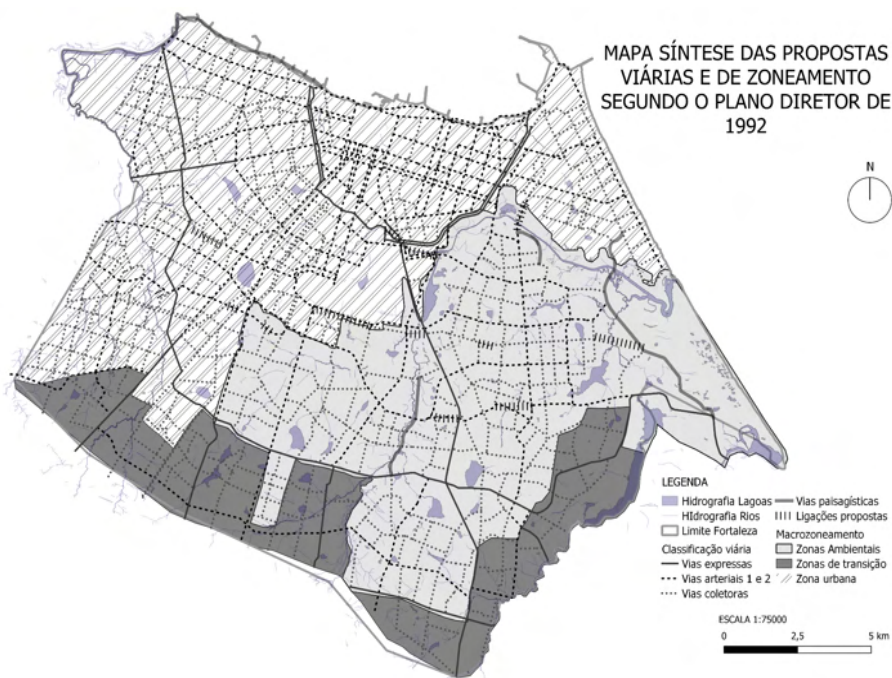 MAPA SÍNTESE DAS PROPOSTAS
VIÁRIAS E DE ZONEAMENTO
SEGUNDO O PLANO DIRETOR DE
1992
N
LEGENDA
Hidrografia Lagoas
HIdrografia Rios
Limite Fortaleza
Classificação viária
Vias expressas
Vias arteriais 1 e 2
Vias coletoras
Vias paisagísticas
Ligações propostas
Macrozoneamento
Zonas Ambientais
Zonas de transição
Zona urbana
ESCALA 1:75000
0 2,5 5 km